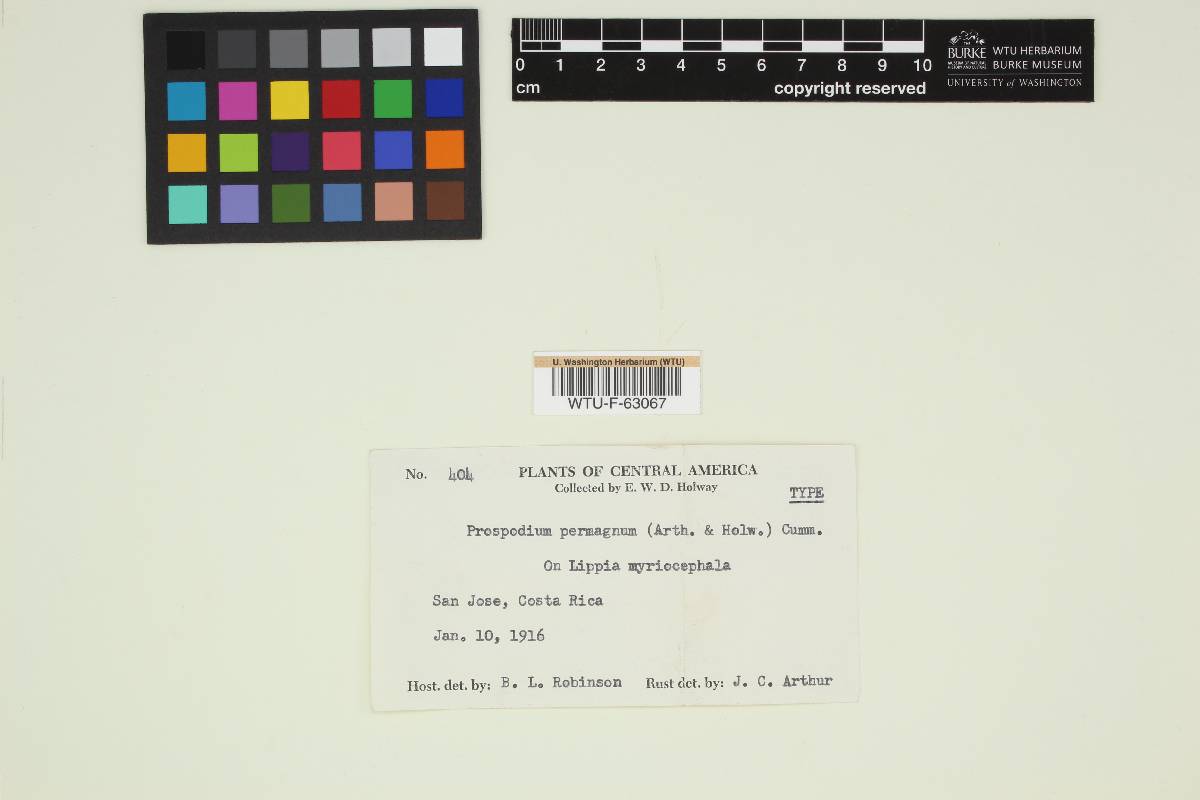 0 1 2 3 4 5 6 7 8 9 10
cm
copyright reserved
BURKE
WTU HERBARIUM
BURKE MUSEUM
UNIVERSITY of WASHINGTON
U. Washington Herbarium (WTU)
WTU-F-63067
No. 404
PLANTS OF CENTRAL AMERICA
Collected by E. W. D. Holway
TYPE
Prospodium permagnum (Arth. & Holw.) Cumm.
On Lippia myriocephala
San Jose, Costa Rica
Jan. 10, 1916
Host. det. by; B. L. Robinson Rust det. by: J. C. Arthur